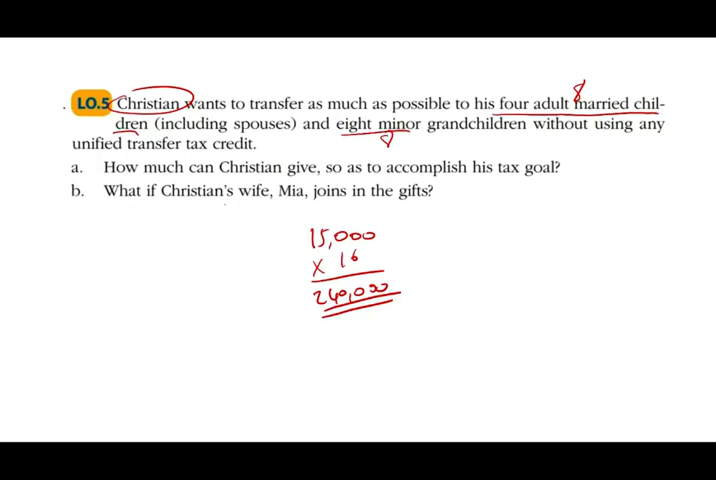 . LO.5 Christian wants to transfer as much as possible to his four adult married chil-
8
dren (including spouses) and eight minor grandchildren without using any
8
unified transfer tax credit.
a. How much can Christian give, so as to accomplish his tax goal?
b. What if Christian's wife, Mia, joins in the gifts?
15,000
x 16
240,000